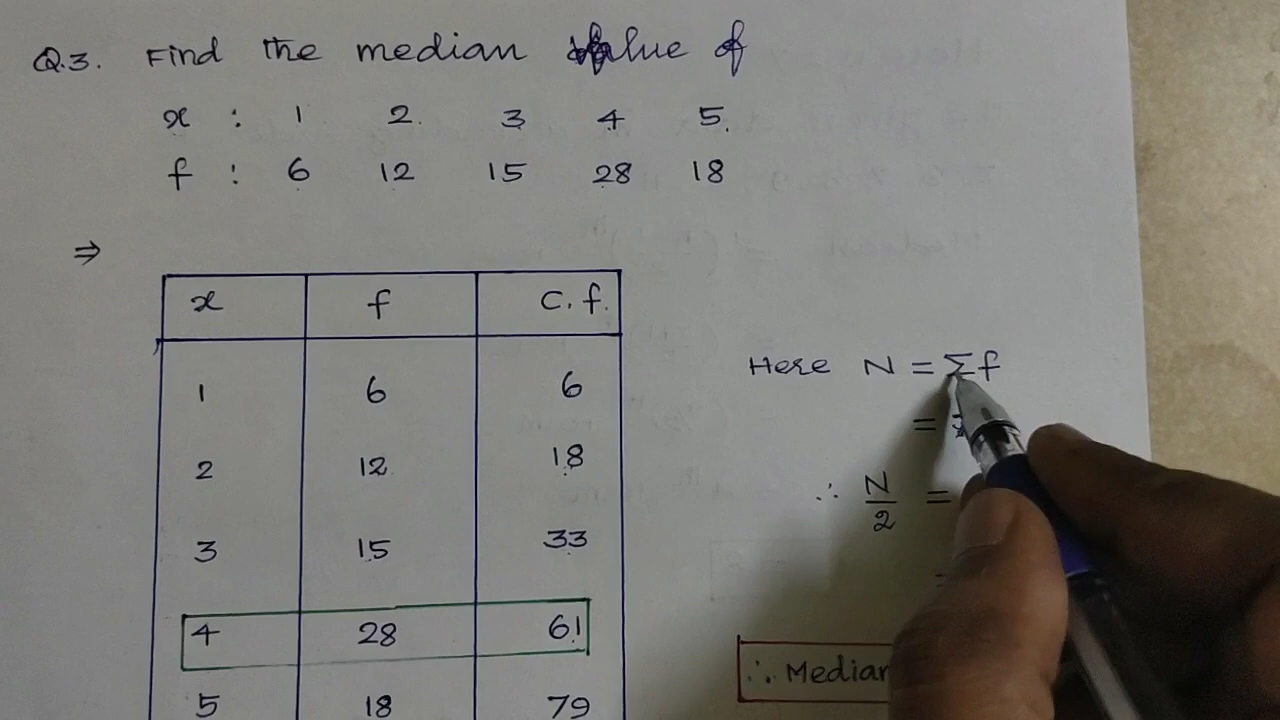 Q.3. Find the median value of
x : 1 2. 3 4 5.
f : 6 12 15 28 18
⇒
x f C.f.
1 6 6
2 12 18
3 15 33
4 28 61
5 18 79
Here N = Σf
=
∴ N/2 =
=
∴ Median